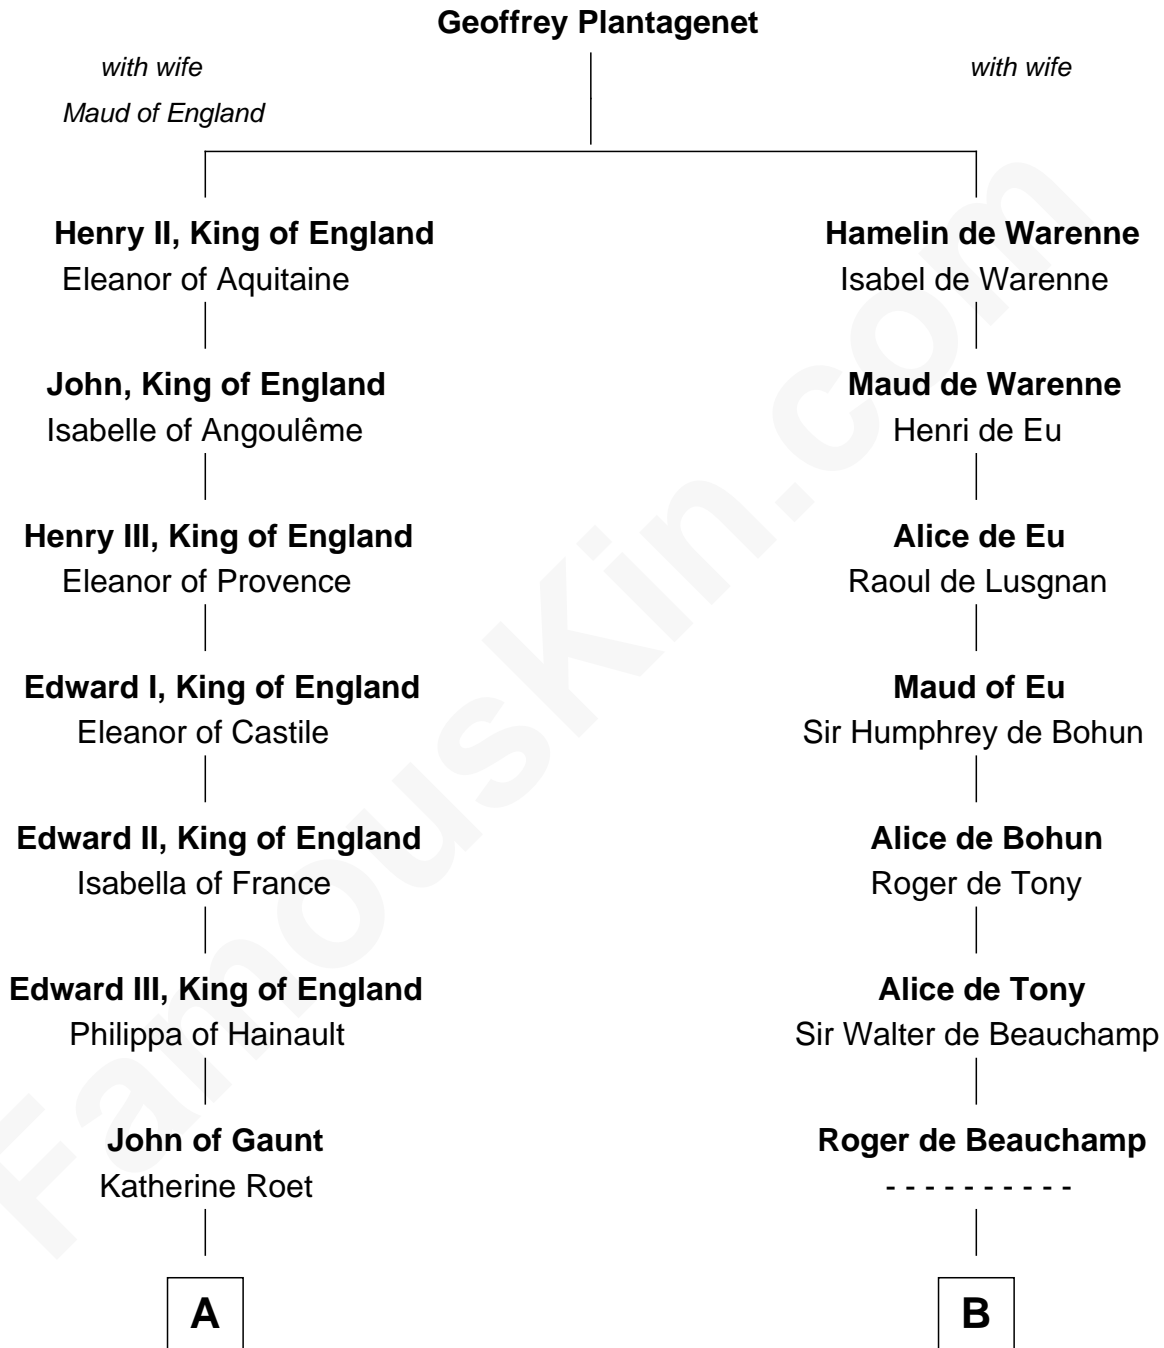 Geoffrey Plantagenet
with wife
Maud of England
with wife
Henry II, King of England
Eleanor of Aquitaine
Hamelin de Warenne
Isabel de Warenne
John, King of England
Isabelle of Angoulême
Maud de Warenne
Henri de Eu
Henry III, King of England
Eleanor of Provence
Alice de Eu
Raoul de Lusgnan
Edward I, King of England
Eleanor of Castile
Maud of Eu
Sir Humphrey de Bohun
Edward II, King of England
Isabella of France
Alice de Bohun
Roger de Tony
Edward III, King of England
Philippa of Hainault
Alice de Tony
Sir Walter de Beauchamp
John of Gaunt
Katherine Roet
Roger de Beauchamp
- - - - - - - - - -
A
B
FamousKin.com